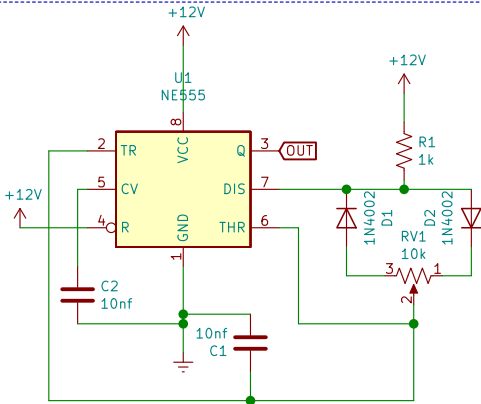 +12V
U1
NE555
+12V
8
VCC
2
TR
Q
3
OUT
R1
1k
5
CV
DIS
7
+12V
4
R
THR
6
GND
1
1N4002
D1
D2
1N4002
RV1
10k
3
1
2
C2
10nf
10nf
C1